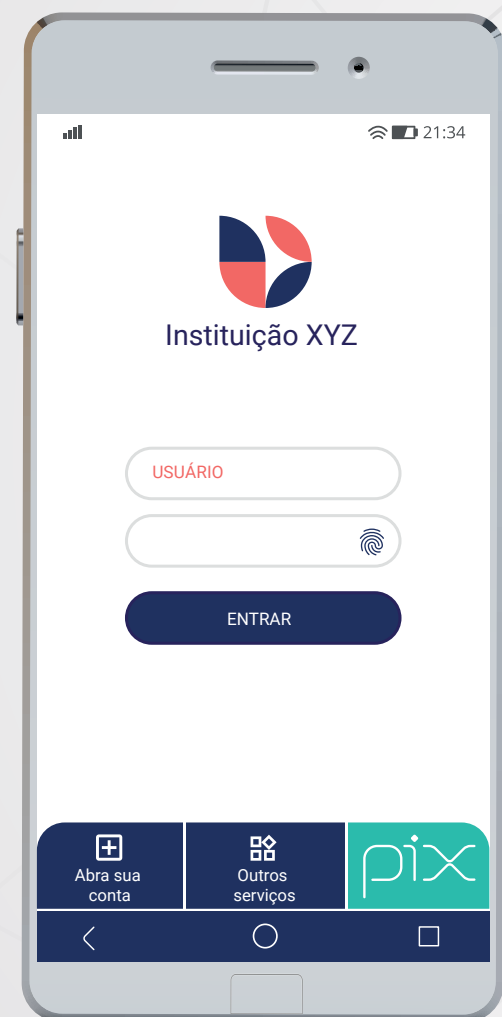 21:34
Instituição XYZ
USUÁRIO
ENTRAR
Abra sua
conta
Outros
serviços
pix